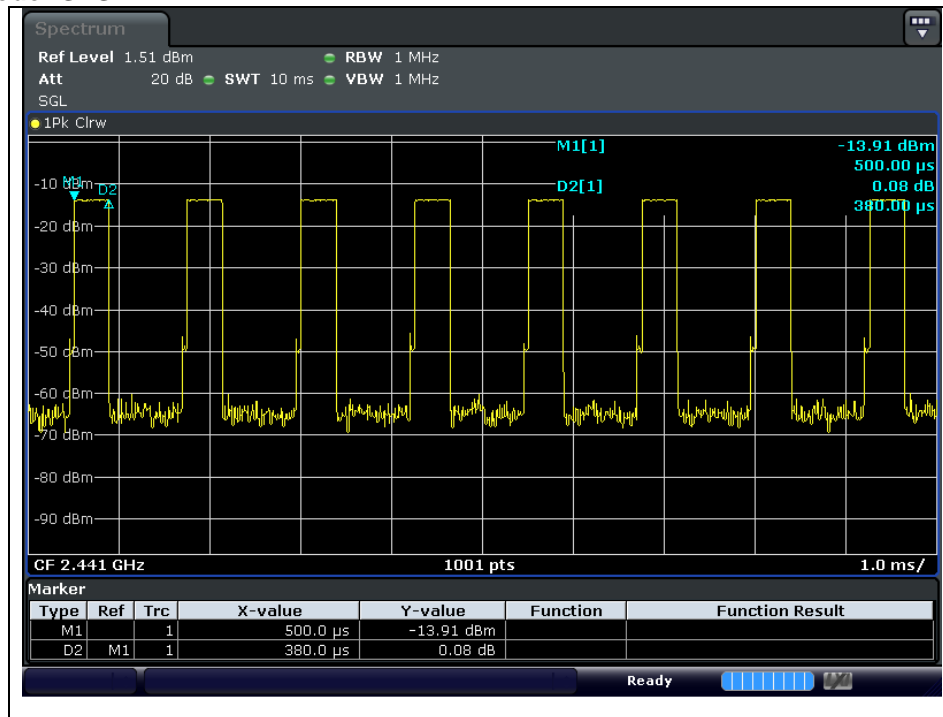 Spectrum
Ref Level 1.51 dBm RBW 1 MHz
Att 20 dB SWT 10 ms VBW 1 MHz
SGL
1Pk Clrw
M1[1] -13.91 dBm
500.00 µs
D2[1] 0.08 dB
380.00 µs
M1
D2
-10 dBm
-20 dBm
-30 dBm
-40 dBm
-50 dBm
-60 dBm
-70 dBm
-80 dBm
-90 dBm
CF 2.441 GHz 1001 pts 1.0 ms/
Marker
Type Ref Trc X-value Y-value Function Function Result
M1 1 500.0 µs -13.91 dBm
D2 M1 1 380.0 µs 0.08 dB
Ready